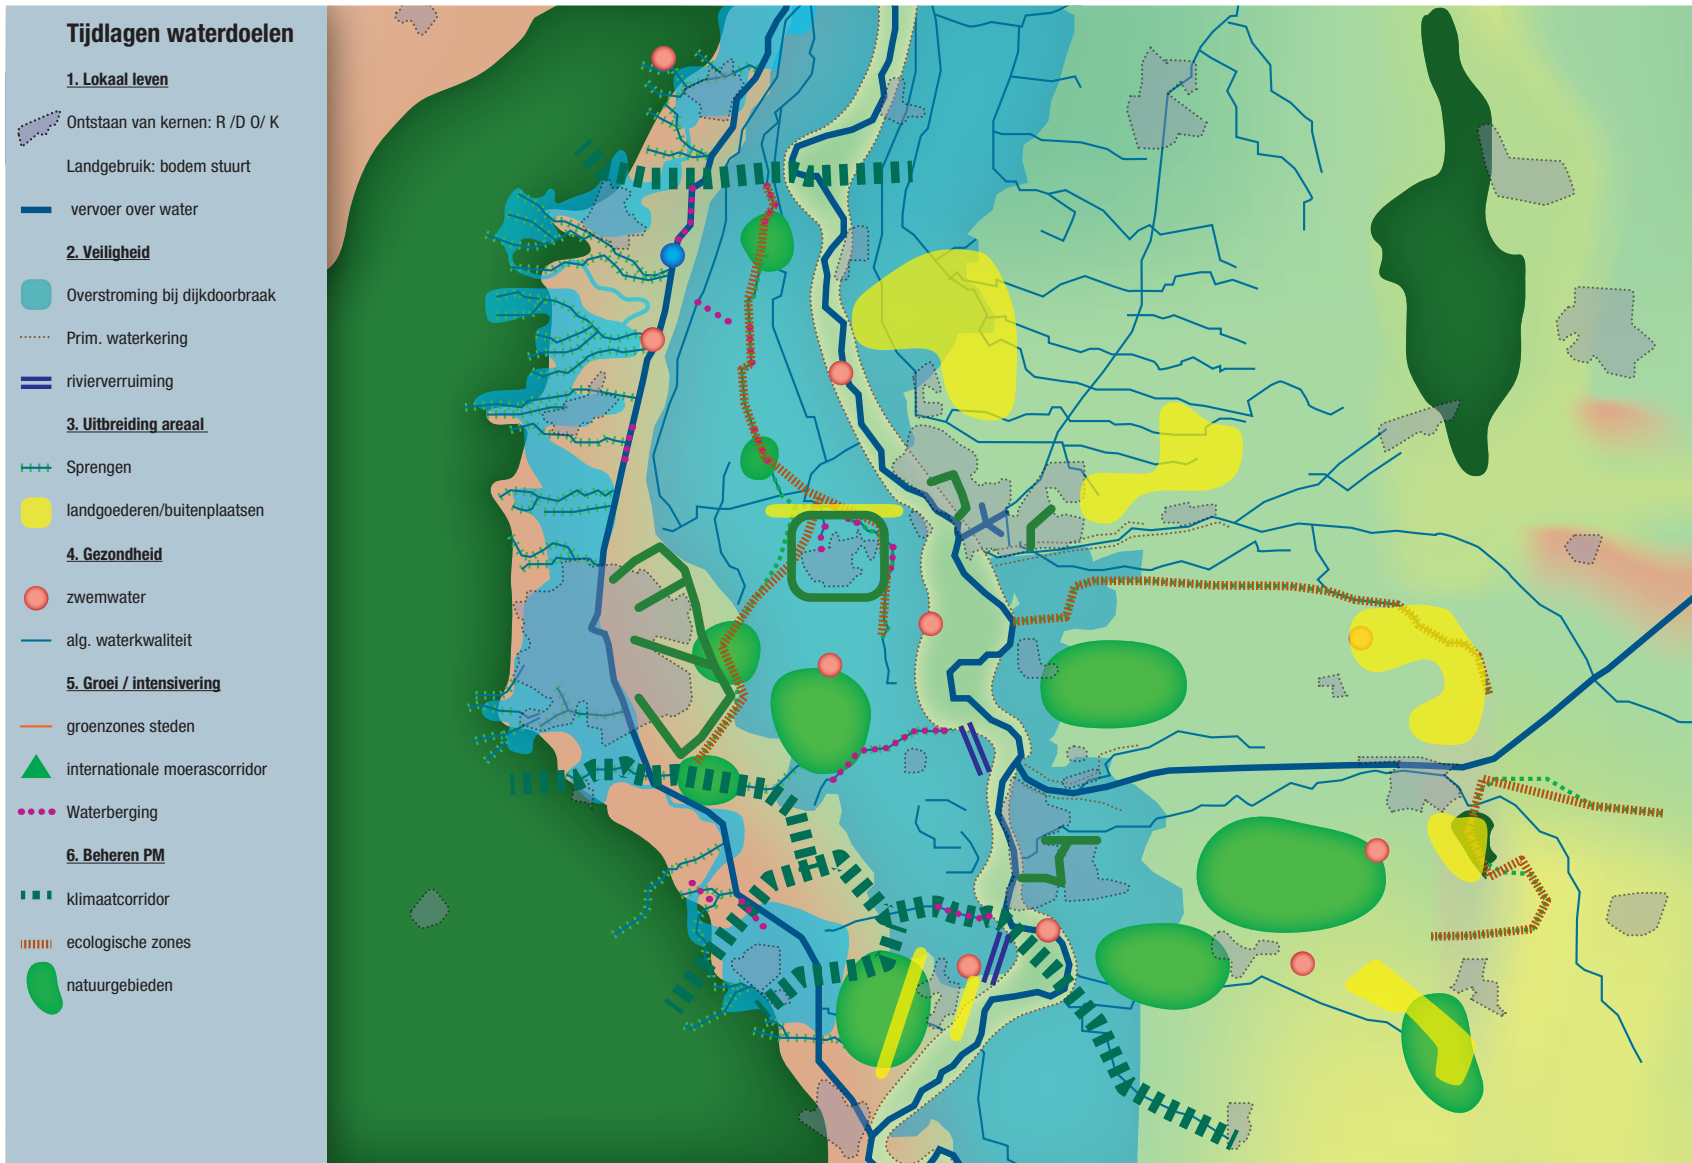 Tijdlagen waterdoelen
1. Lokaal leven
Ontstaan van kernen: R /D O/ K
Landgebruik: bodem stuurt
vervoer over water
2. Veiligheid
Overstroming bij dijkdoorbraak
Prim. waterkering
rivierverruiming
3. Uitbreiding areaal
Sprengen
landgoederen/buitenplaatsen
4. Gezondheid
zwemwater
alg. waterkwaliteit
5. Groei / intensivering
groenzones steden
internationale moerascorridor
Waterberging
6. Beheren PM
klimaatcorridor
ecologische zones
natuurgebieden